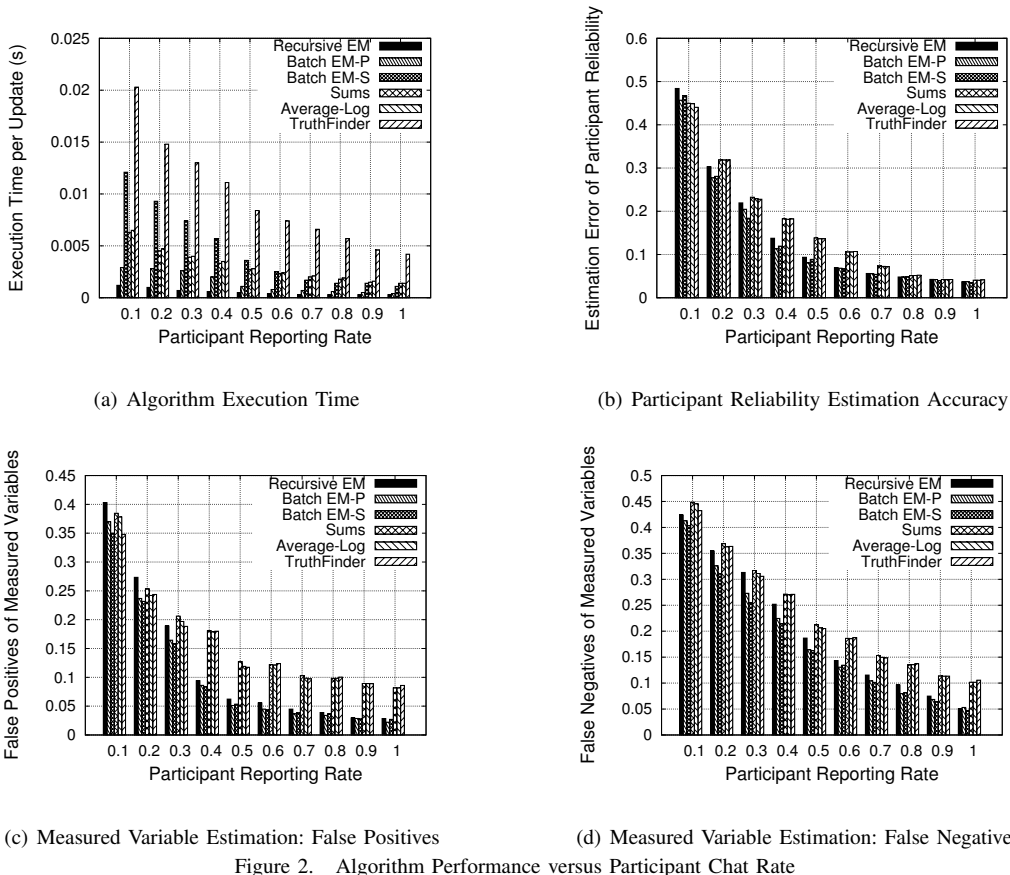 Execution Time per Update (s)
0.025
0.02
0.015
0.01
0.005
0
Recursive EM
Batch EM-P
Batch EM-S
Sums
Average-Log
TruthFinder
0.1 0.2 0.3 0.4 0.5 0.6 0.7 0.8 0.9 1
Participant Reporting Rate
(a) Algorithm Execution Time
Estimation Error of Participant Reliability
0.6
0.5
0.4
0.3
0.2
0.1
0
Recursive EM
Batch EM-P
Batch EM-S
Sums
Average-Log
TruthFinder
0.1 0.2 0.3 0.4 0.5 0.6 0.7 0.8 0.9 1
Participant Reporting Rate
(b) Participant Reliability Estimation Accuracy
False Positives of Measured Variables
0.45
0.4
0.35
0.3
0.25
0.2
0.15
0.1
0.05
0
Recursive EM
Batch EM-P
Batch EM-S
Sums
Average-Log
TruthFinder
0.1 0.2 0.3 0.4 0.5 0.6 0.7 0.8 0.9 1
Participant Reporting Rate
(c) Measured Variable Estimation: False Positives
False Negatives of Measured Variables
0.5
0.45
0.4
0.35
0.3
0.25
0.2
0.15
0.1
0.05
0
Recursive EM
Batch EM-P
Batch EM-S
Sums
Average-Log
TruthFinder
0.1 0.2 0.3 0.4 0.5 0.6 0.7 0.8 0.9 1
Participant Reporting Rate
(d) Measured Variable Estimation: False Negative
Figure 2. Algorithm Performance versus Participant Chat Rate